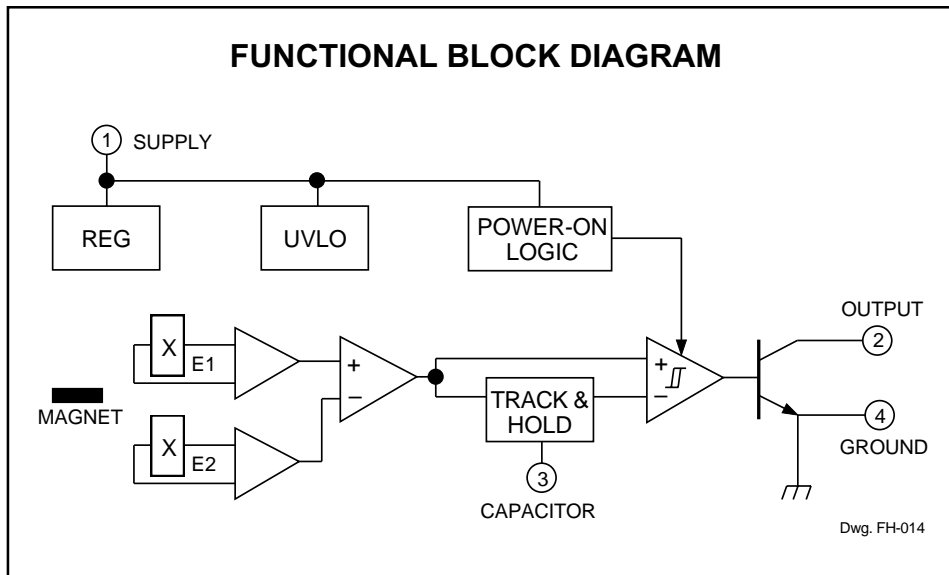 FUNCTIONAL BLOCK DIAGRAM
1 SUPPLY
REG
UVLO
POWER-ON
LOGIC
X
E1
+
−
MAGNET
X
E2
TRACK &
HOLD
3
CAPACITOR
+
−
OUTPUT
2
4
GROUND
Dwg. FH-014